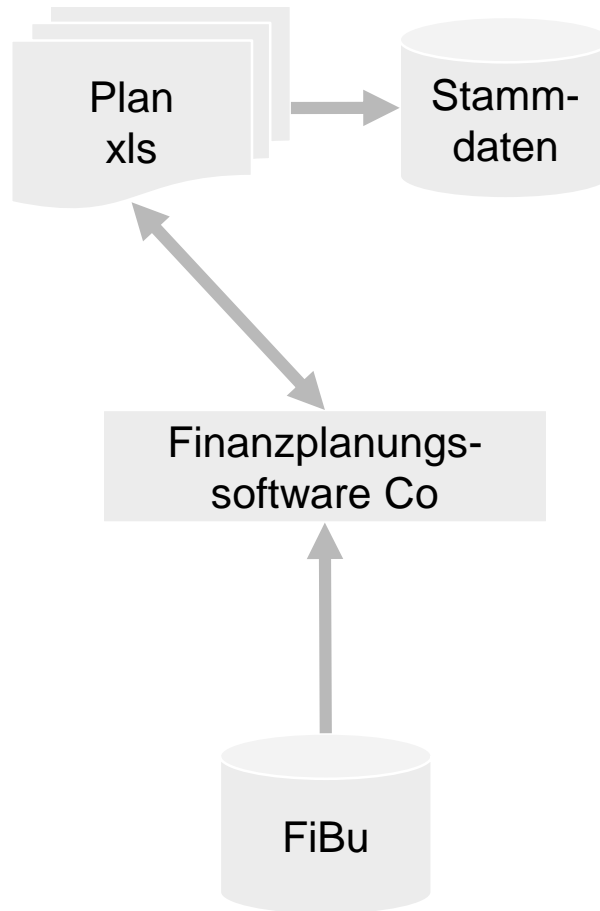 Plan
xls
Stamm-
daten
Finanzplanungs-
software Co
FiBu